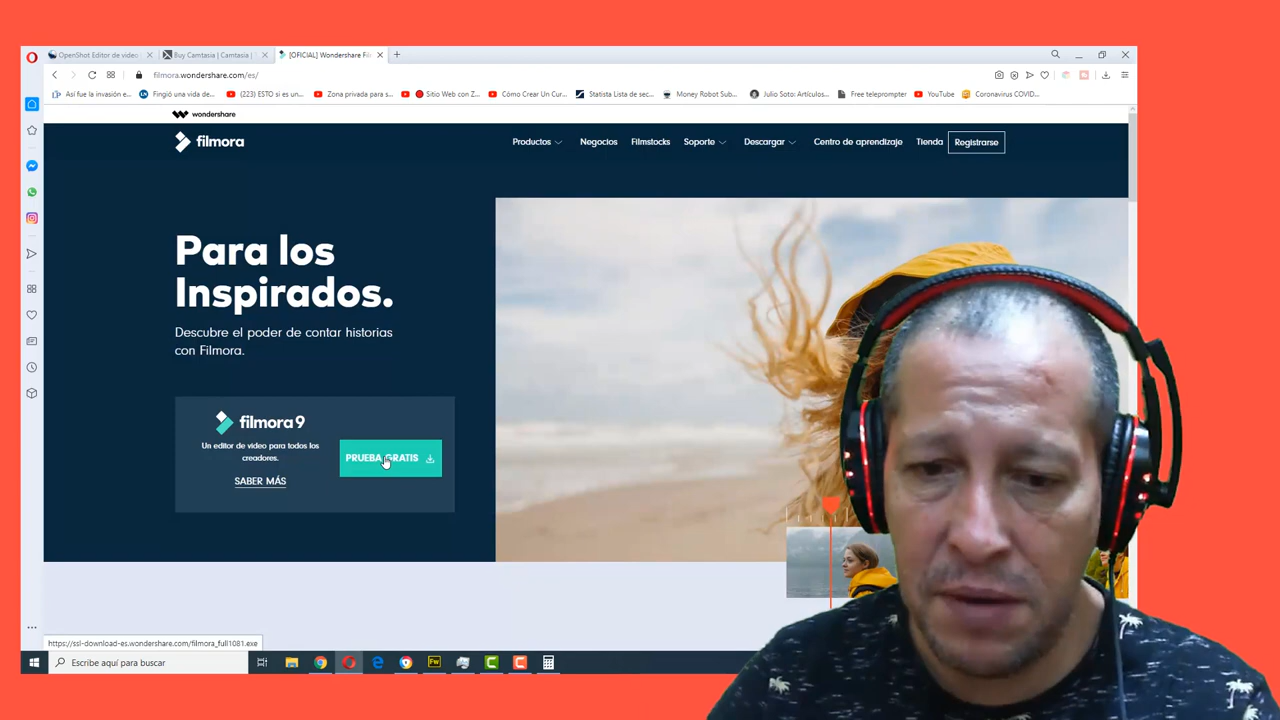 OpenShot Editor de video
Buy Camtasia | Camtasia |
[OFICIAL] Wondershare Fil
filmora.wondershare.com/es/
Así fue la invasión e...
Fingió una vida de...
(223) ESTO si es un...
Zona privada para s...
Sitio Web con Z...
Cómo Crear Un Cur...
Statista Lista de sec...
Money Robot Sub...
Julio Soto: Artículos...
Free teleprompter
YouTube
Coronavirus COVID...
wondershare
filmora
Productos
Negocios
Filmstocks
Soporte
Descargar
Centro de aprendizaje
Tienda
Registrarse
Para los
Inspirados.
Descubre el poder de contar historias
con Filmora.
filmora9
Un editor de video para todos los
creadores.
SABER MÁS
PRUEBA GRATIS
https://ssl-download-es.wondershare.com/filmora_full1081.exe
Escribe aquí para buscar
Fw